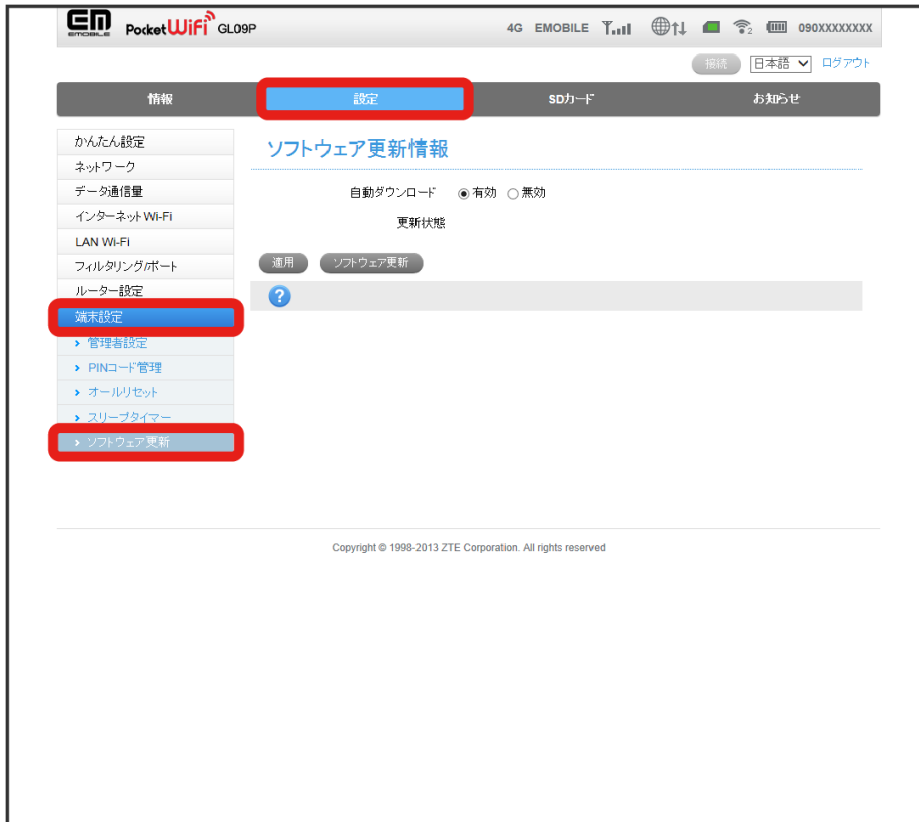 EM
EMOBILE
PocketWiFi GL09P
4G EMOBILE 2 090XXXXXXXX
接続 日本語 ログアウト
情報 設定 SDカード お知らせ
かんたん設定
ネットワーク
データ通信量
インターネットWi-Fi
LAN Wi-Fi
フィルタリング/ポート
ルーター設定
端末設定
管理者設定
PINコード管理
オールリセット
スリープタイマー
ソフトウェア更新
ソフトウェア更新情報
自動ダウンロード 有効 無効
更新状態
適用 ソフトウェア更新
?
Copyright © 1998-2013 ZTE Corporation. All rights reserved